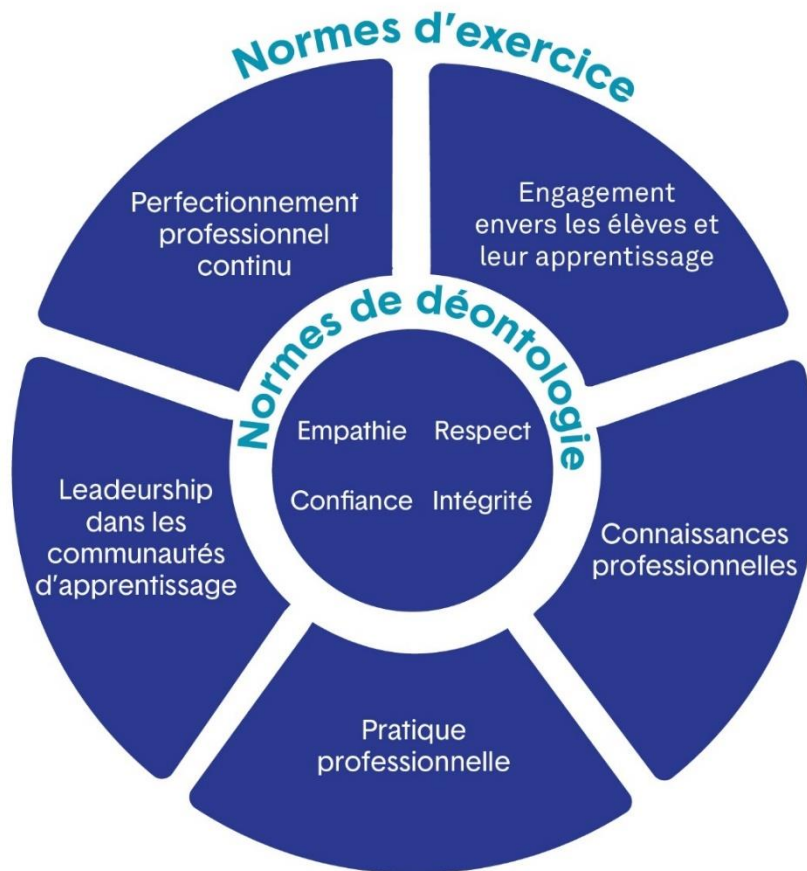 Normes d'exercice
Perfectionnement
professionnel
continu
Engagement
envers les élèves et
leur apprentissage
Normes de déontologie
Empathie Respect
Confiance Intégrité
Leadeurship
dans les
communautés
d'apprentissage
Connaissances
professionnelles
Pratique
professionnelle